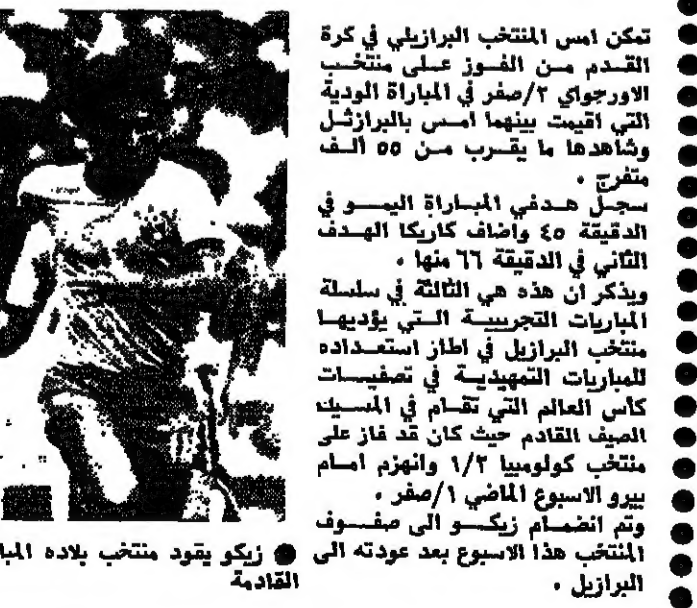 تمكن امس المنتخب البرازيلي في كرة
القدم من الفوز على منتخب
الاورجواي ٢/صفر في المباراة الودية
التي اقيمت بينهما امس بالبرازئل
وشاهدها ما يقرب من ٥٥ ألف
متفرج .
سجل هدفي المباراة اليمو في
الدقيقة ٤٥ واضاف كاريكا الهدف
الثاني في الدقيقة ٦٦ منها .
ويذكر ان هذه هي الثالثة في سلسلة
المباريات التجريبية التي يؤديها
منتخب البرازيل في اطار استعداده
للمباريات التمهيدية في تصفيات
كأس العالم التي تقام في
الصيف القادم حيث كان قد فاز على
منتخب كولومبيا ١/٢ وانهزم امام
بيرو الاسبوع الماضي ١/صفر .
وتم انضمام زيكو الى صفوف
المنتخب هذا الاسبوع بعد عودته الى
البرازيل .
● زيكو يقود منتخب بلاده
القادمة